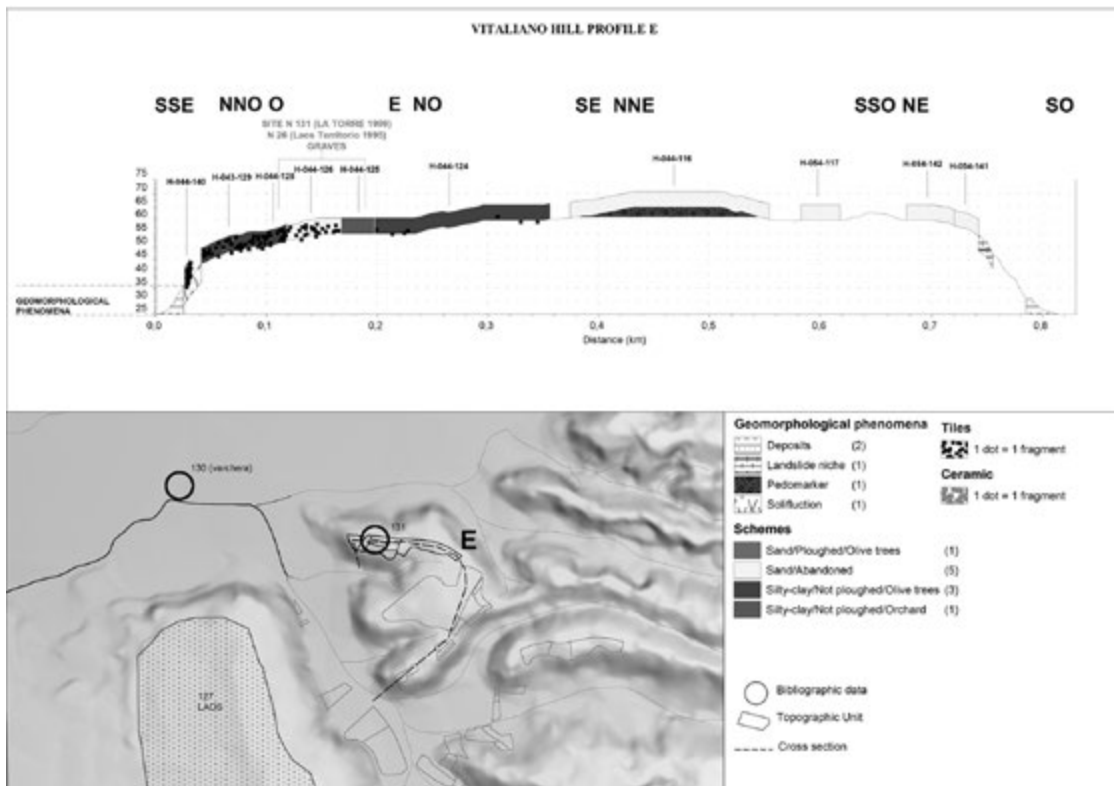 VITALIANO HILL PROFILE E
SSE NNO O E NO SE NNE SSO NE SO
SITE N 131 (LA TORRE 1999)
N 26 (Laos Territorio 1995)
GRAVES
H-044-140 H-043-129 H-044-128 H-044-126 H-044-125 H-044-124 H-044-116 H-054-117 H-054-142 H-054-141
75
70
65
60
55
50
45
40
35
30
25
GEOMORPHOLOGICAL
PHENOMENA
0,0 0,1 0,2 0,3 0,4 0,5 0,6 0,7 0,8
Distance (km)
130 (vaschera)
131
E
127
LAOS
Geomorphological phenomena
Deposits (2)
Landslide niche (1)
Pedomarker (1)
Solifluction (1)
Schemes
Sand/Ploughed/Olive trees (1)
Sand/Abandoned (5)
Silty-clay/Not ploughed/Olive trees (3)
Silty-clay/Not ploughed/Orchard (1)
Bibliographic data
Topographic Unit
Cross section
Tiles
1 dot = 1 fragment
Ceramic
1 dot = 1 fragment